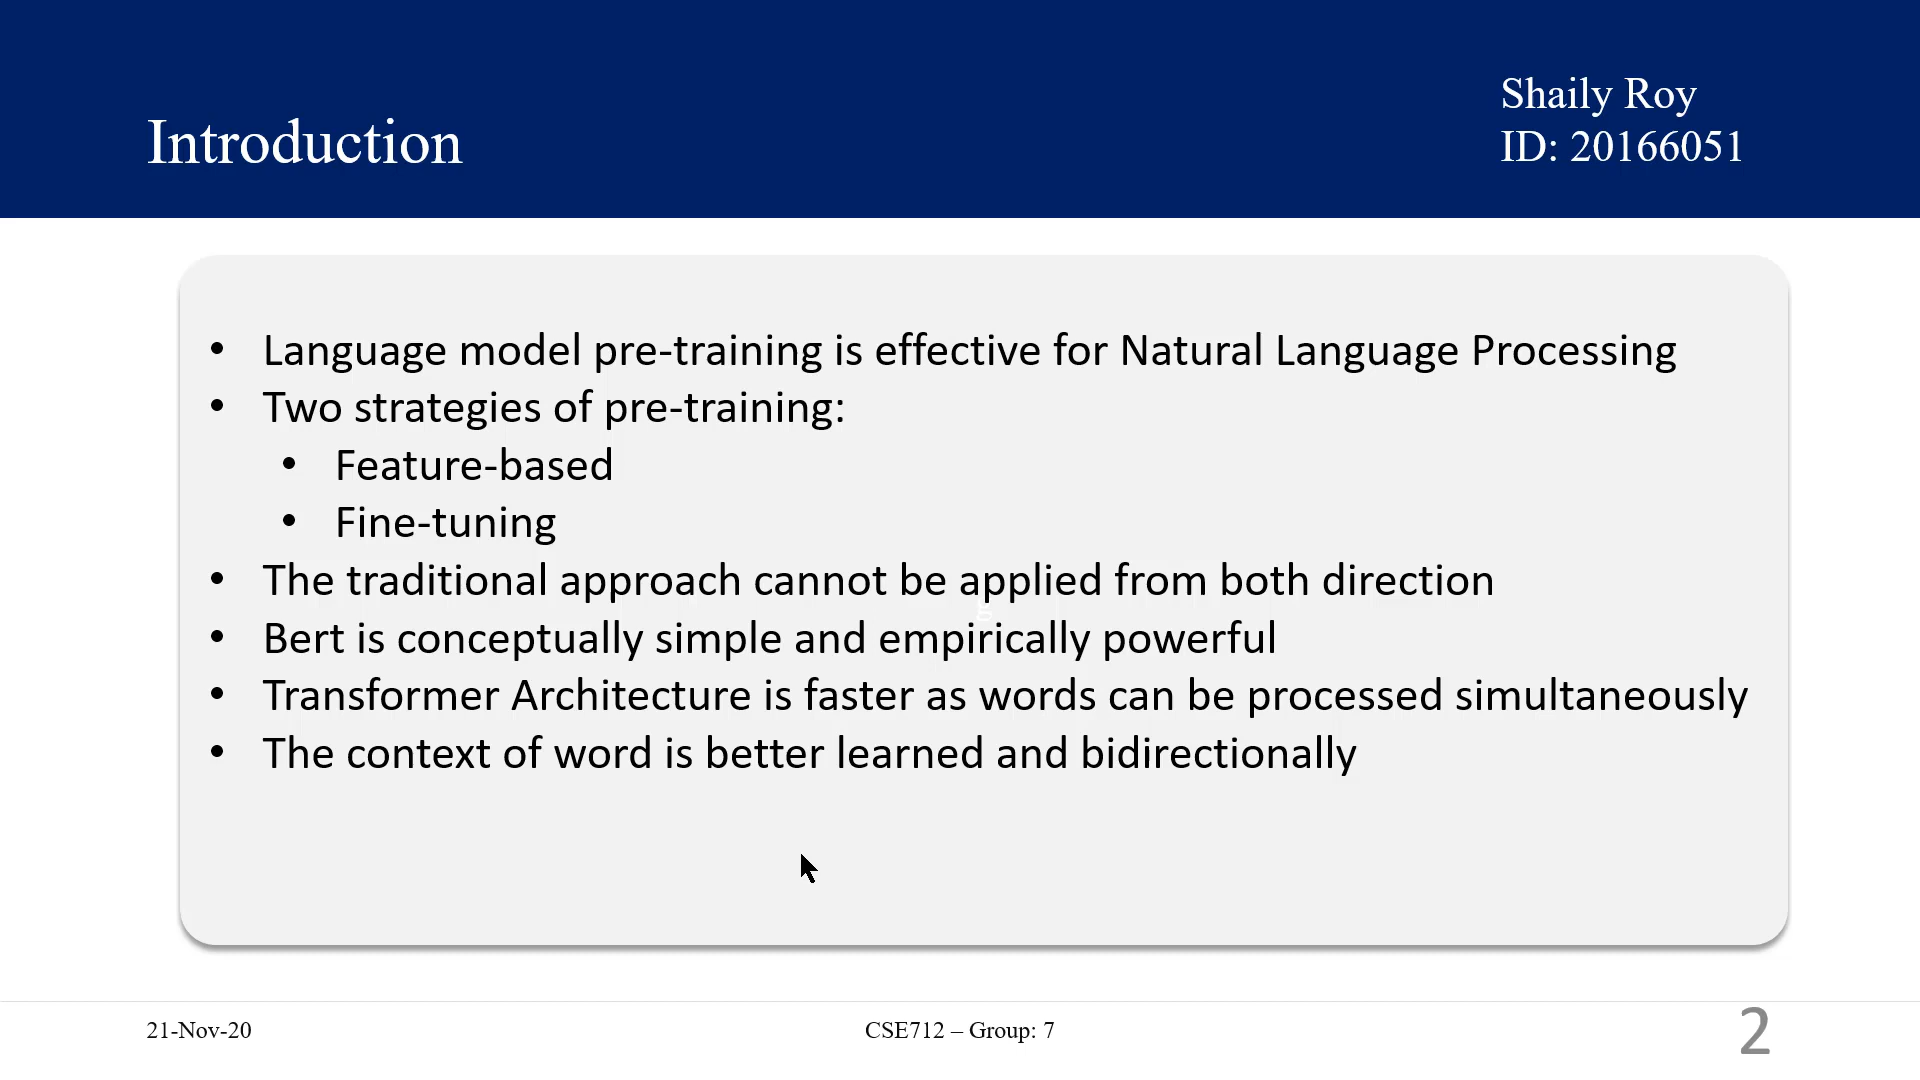 Introduction
Shaily Roy
ID: 20166051
• Language model pre-training is effective for Natural Language Processing
• Two strategies of pre-training:
• Feature-based
• Fine-tuning
• The traditional approach cannot be applied from both direction
• Bert is conceptually simple and empirically powerful
• Transformer Architecture is faster as words can be processed simultaneously
• The context of word is better learned and bidirectionally
21-Nov-20
CSE712 – Group: 7
2